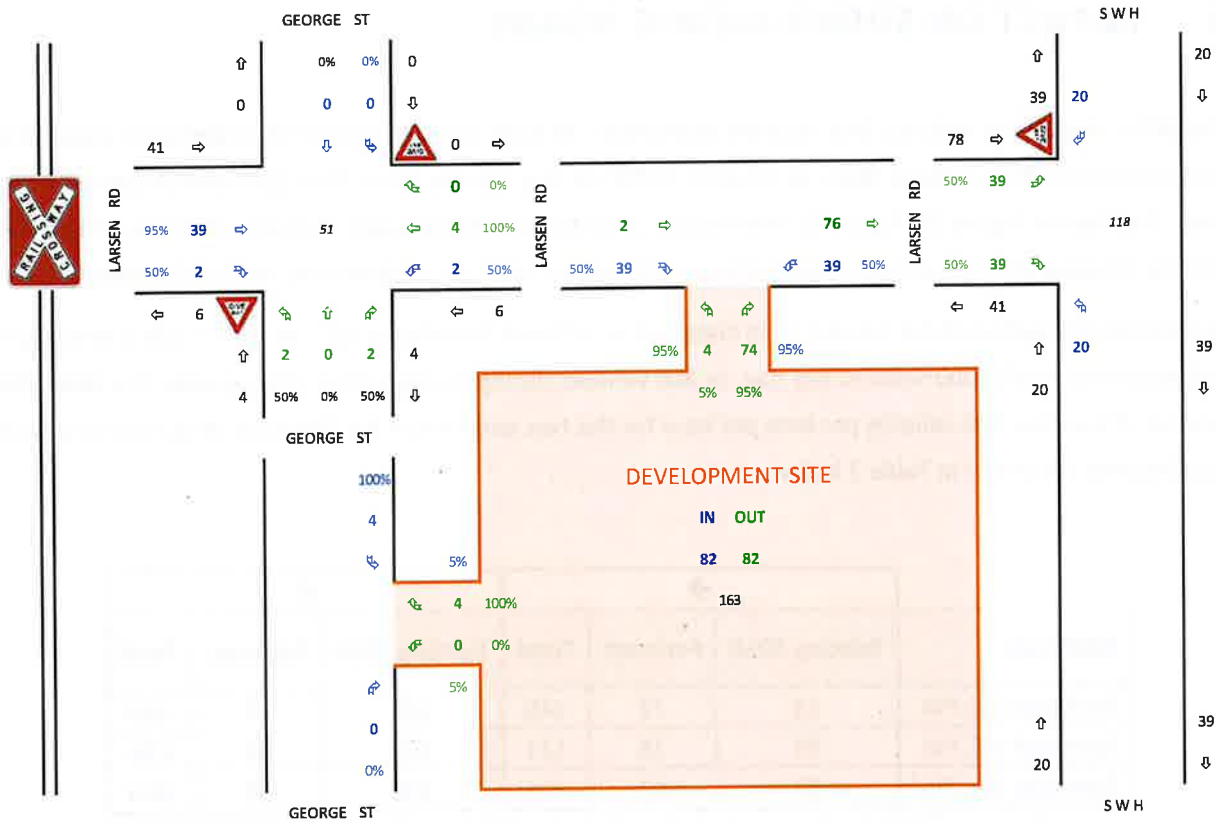 GEORGE ST
S W H
0% 0% 0
20
0 0 0
39 20
41 0
78
RAILSWAY CROSSING
LARSEN RD
0 0%
LARSEN RD
LARSEN RD
50% 39
95% 39
51
4 100%
2
76
118
50% 2
2 50%
50% 39
39 50%
50% 39
6
6
41
2 0 2
4
95% 4 74 95%
20
39
4 50% 0% 50%
5% 95%
20
GEORGE ST
100%
DEVELOPMENT SITE
4
IN OUT
5%
82 82
4 100%
163
0 0%
5%
0
39
0%
20
GEORGE ST
S W H